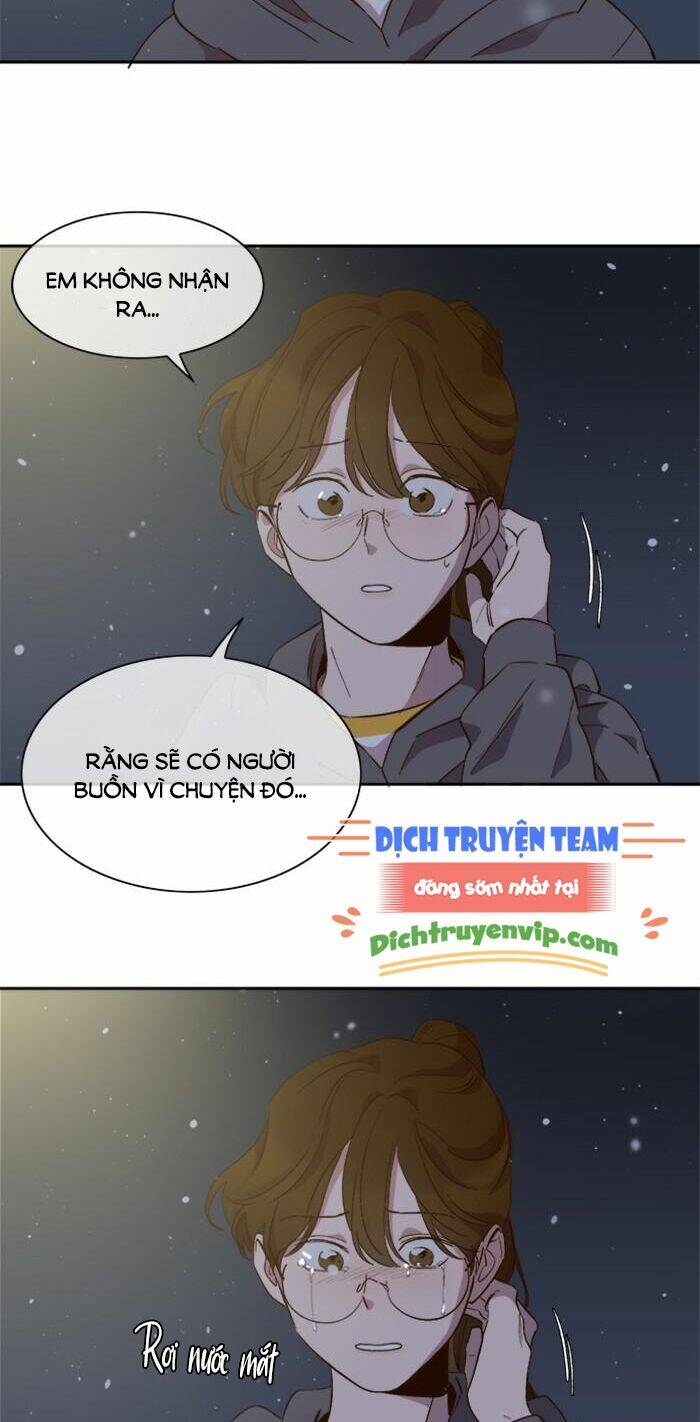 EM KHÔNG NHẬN
RA...
RẰNG SẼ CÓ NGƯỜI
BUỒN VÌ CHUYỆN ĐÓ...
DỊCH TRUYỆN TEAM
đăng sớm nhất tại
Dichtruyenvip.com
Rơi nước mắt